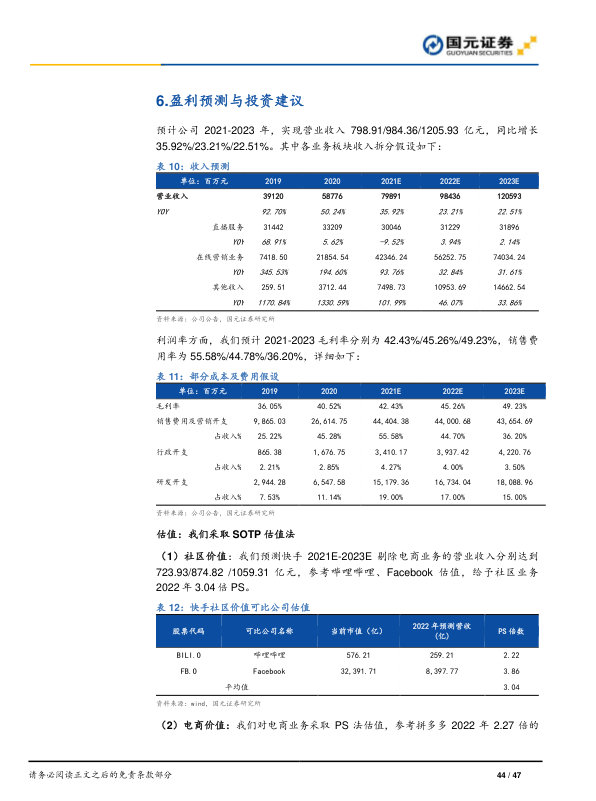 国元证券
GUOYUAN SECURITIES
6.盈利预测与投资建议
预计公司 2021-2023 年，实现营业收入 798.91/984.36/1205.93 亿元，同比增长
35.92%/23.21%/22.51%。其中各业务板块收入拆分假设如下：
表 10：收入预测
单位：百万元 2019 2020 2021E 2022E 2023E
营业收入 39120 58776 79891 98436 120593
YOY 92.70% 50.24% 35.92% 23.21% 22.51%
直播服务 31442 33209 30046 31229 31896
YOY 68.91% 5.62% -9.52% 3.94% 2.14%
在线营销业务 7418.50 21854.54 42346.24 56252.75 74034.24
YOY 345.53% 194.60% 93.76% 32.84% 31.61%
其他收入 259.51 3712.44 7498.73 10953.69 14662.54
YOY 1170.84% 1330.59% 101.99% 46.07% 33.86%
资料来源：公司公告，国元证券研究所
利润率方面，我们预计 2021-2023 毛利率分别为 42.43%/45.26%/49.23%，销售费
用率为 55.58%/44.78%/36.20%，详细如下：
表 11：部分成本及费用假设
单位：百万元 2019 2020 2021E 2022E 2023E
毛利率 36.05% 40.52% 42.43% 45.26% 49.23%
销售费用及营销开支 9,865.03 26,614.75 44,404.38 44,000.68 43,654.69
占收入% 25.22% 45.28% 55.58% 44.70% 36.20%
行政开支 865.38 1,676.75 3,410.17 3,937.42 4,220.76
占收入% 2.21% 2.85% 4.27% 4.00% 3.50%
研发开支 2,944.28 6,547.58 15,179.36 16,734.04 18,088.96
占收入% 7.53% 11.14% 19.00% 17.00% 15.00%
资料来源：公司公告，国元证券研究所
估值：我们采取 SOTP 估值法
（1）社区价值：我们预测快手 2021E-2023E 剔除电商业务的营业收入分别达到
723.93/874.82 /1059.31 亿元，参考哔哩哔哩、Facebook 估值，给予社区业务
2022 年 3.04 倍 PS。
表 12：快手社区价值可比公司估值
股票代码 可比公司名称 当前市值（亿） 2022 年预测营收（亿） PS 倍数
BILI.O 哔哩哔哩 576.21 259.21 2.22
FB.O Facebook 32,391.71 8,397.77 3.86
平均值 3.04
资料来源：wind，国元证券研究所
（2）电商价值：我们对电商业务采取 PS 法估值，参考拼多多 2022 年 2.27 倍的
请务必阅读正文之后的免责条款部分
44 / 47